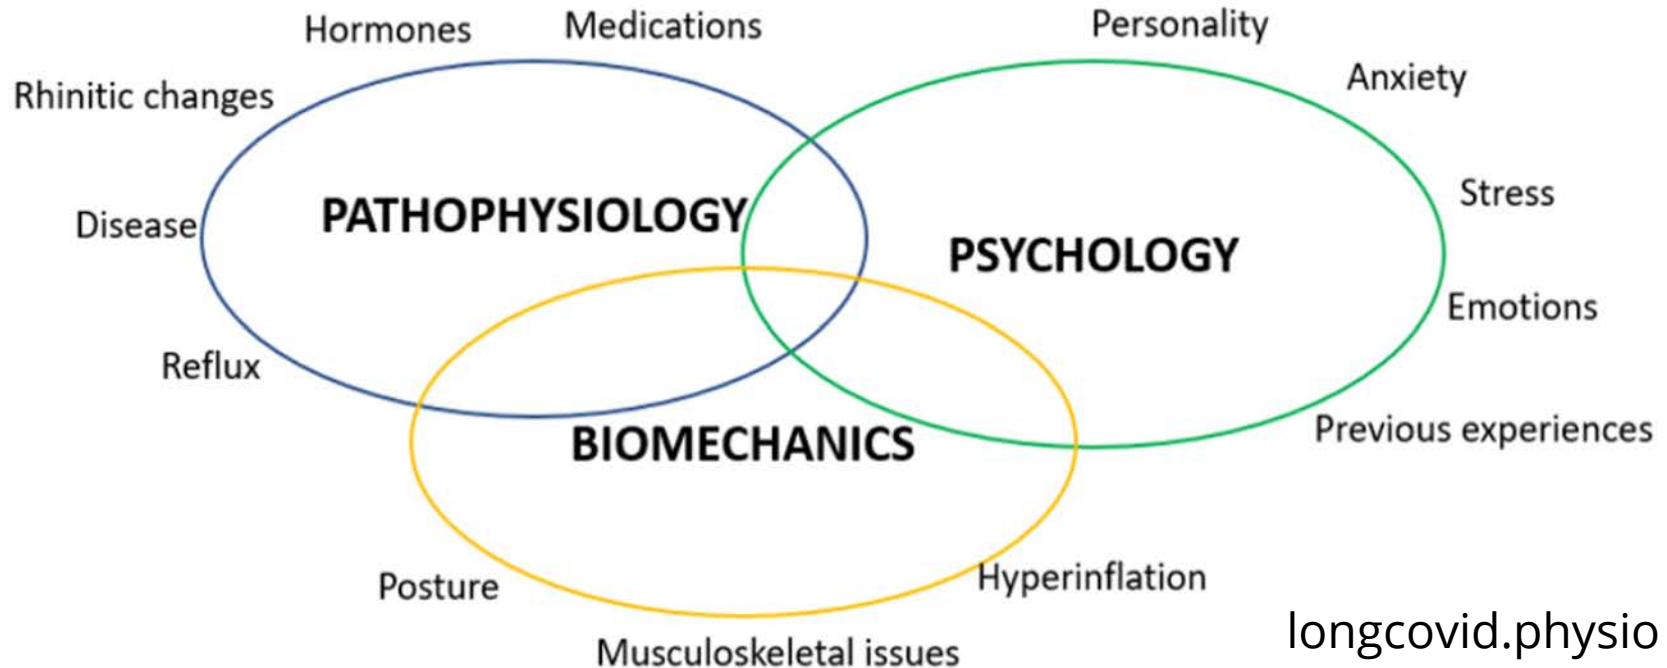 Hormones
Medications
Personality
Anxiety
Rhinitic changes
Stress
Disease
PATHOPHYSIOLOGY
PSYCHOLOGY
Emotions
Reflux
Previous experiences
BIOMECHANICS
Posture
Hyperinflation
Musculoskeletal issues
longcovid.physio